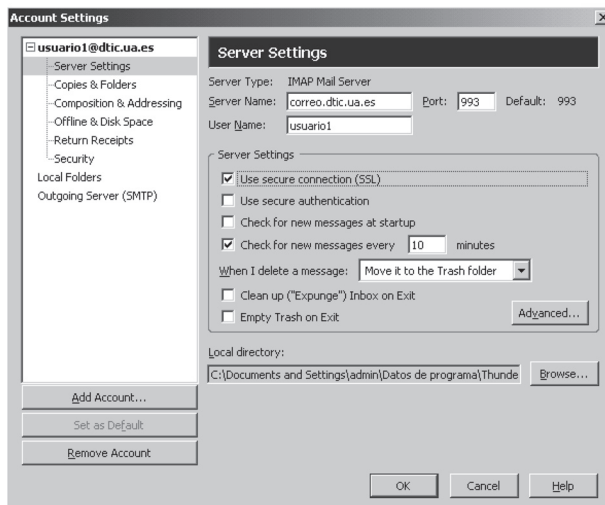 Account Settings
usuario1@dtic.ua.es
Server Settings
Copies & Folders
Composition & Addressing
Offline & Disk Space
Return Receipts
Security
Local Folders
Outgoing Server (SMTP)
Add Account...
Set as Default
Remove Account
Server Settings
Server Type: IMAP Mail Server
Server Name: correo.dtic.ua.es Port: 993 Default: 993
User Name: usuario1
Server Settings
Use secure connection (SSL)
Use secure authentication
Check for new messages at startup
Check for new messages every 10 minutes
When I delete a message: Move it to the Trash folder
Clean up ("Expunge") Inbox on Exit
Empty Trash on Exit
Advanced...
Local directory:
C:\Documents and Settings\admin\Datos de programa\Thunde Browse...
OK Cancel Help